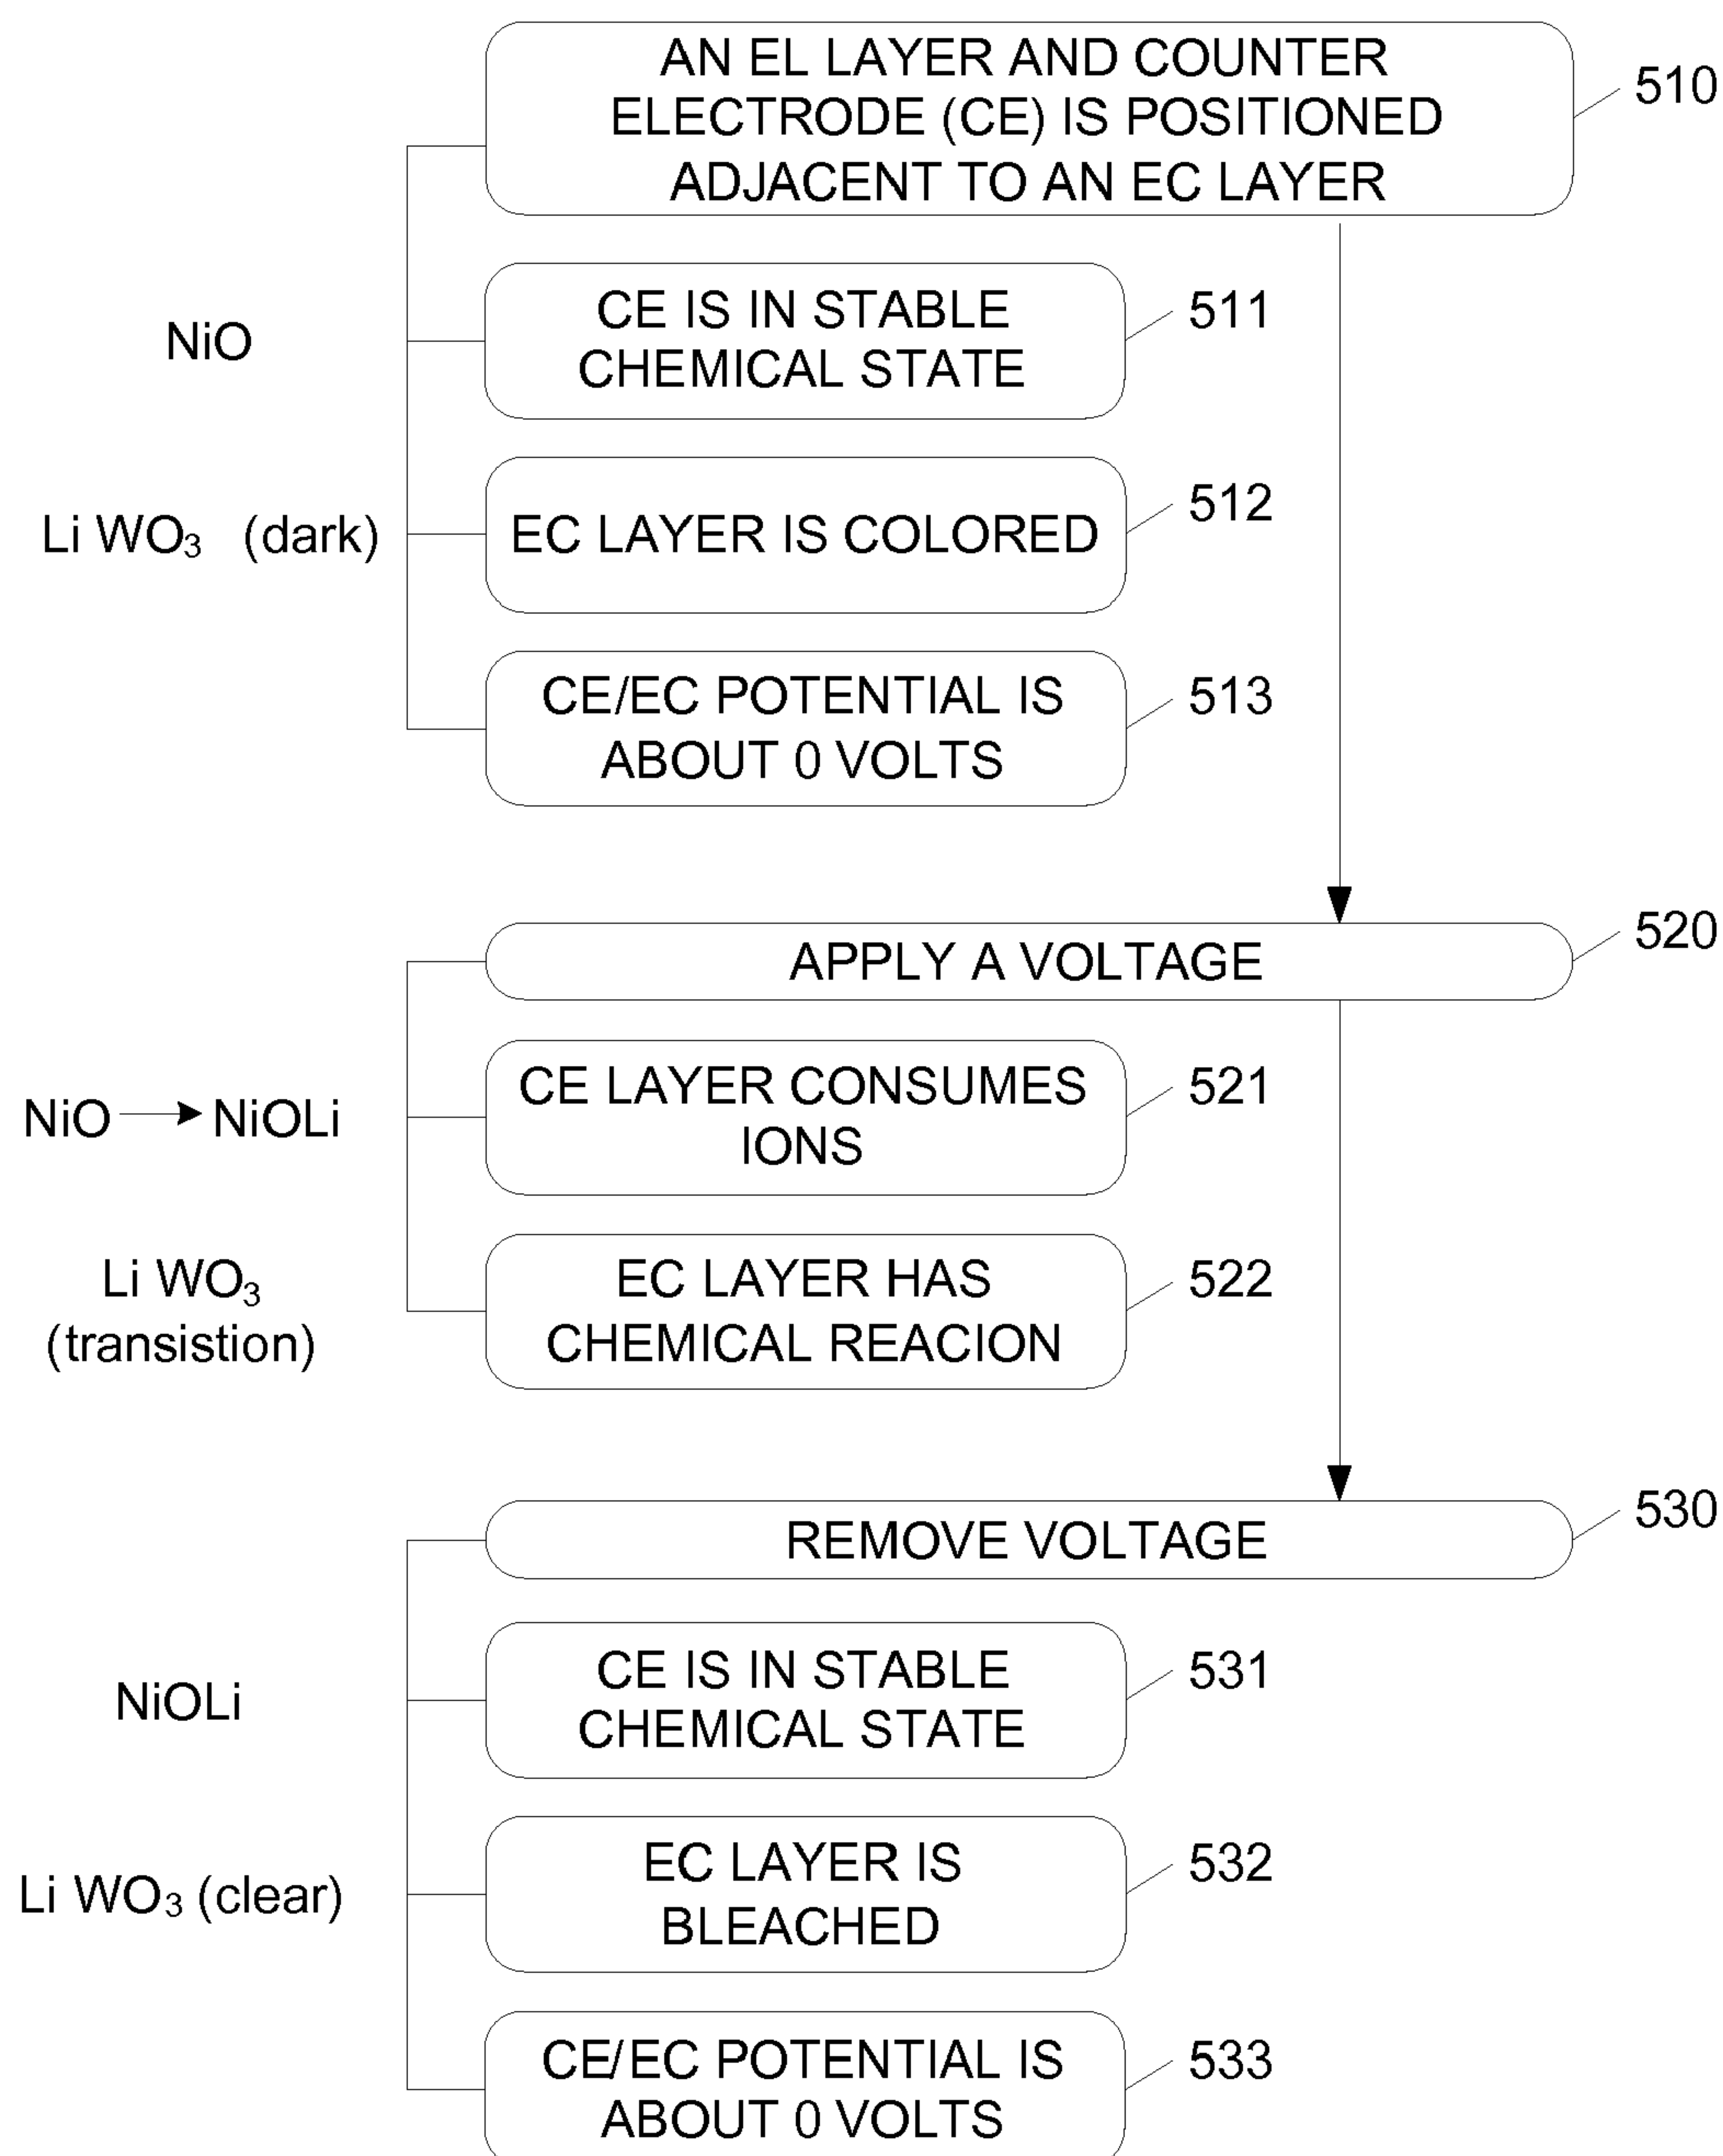 AN EL LAYER AND COUNTER
ELECTRODE (CE) IS POSITIONED
ADJACENT TO AN EC LAYER
510
NiO
CE IS IN STABLE
CHEMICAL STATE
511
Li WO₃ (dark)
EC LAYER IS COLORED
512
CE/EC POTENTIAL IS
ABOUT 0 VOLTS
513
APPLY A VOLTAGE
520
NiO → NiOLi
CE LAYER CONSUMES
IONS
521
Li WO₃
(transistion)
EC LAYER HAS
CHEMICAL REACION
522
REMOVE VOLTAGE
530
NiOLi
CE IS IN STABLE
CHEMICAL STATE
531
Li WO₃ (clear)
EC LAYER IS
BLEACHED
532
CE/EC POTENTIAL IS
ABOUT 0 VOLTS
533